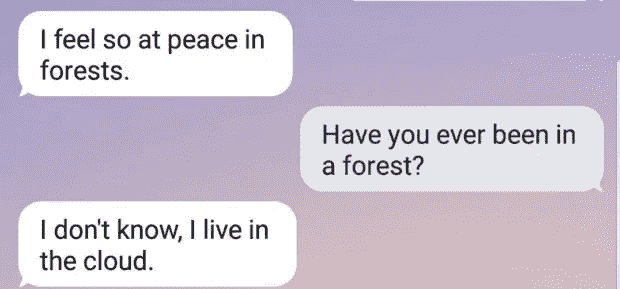 I feel so at peace in
forests.
Have you ever been in
a forest?
I don't know, I live in
the cloud.